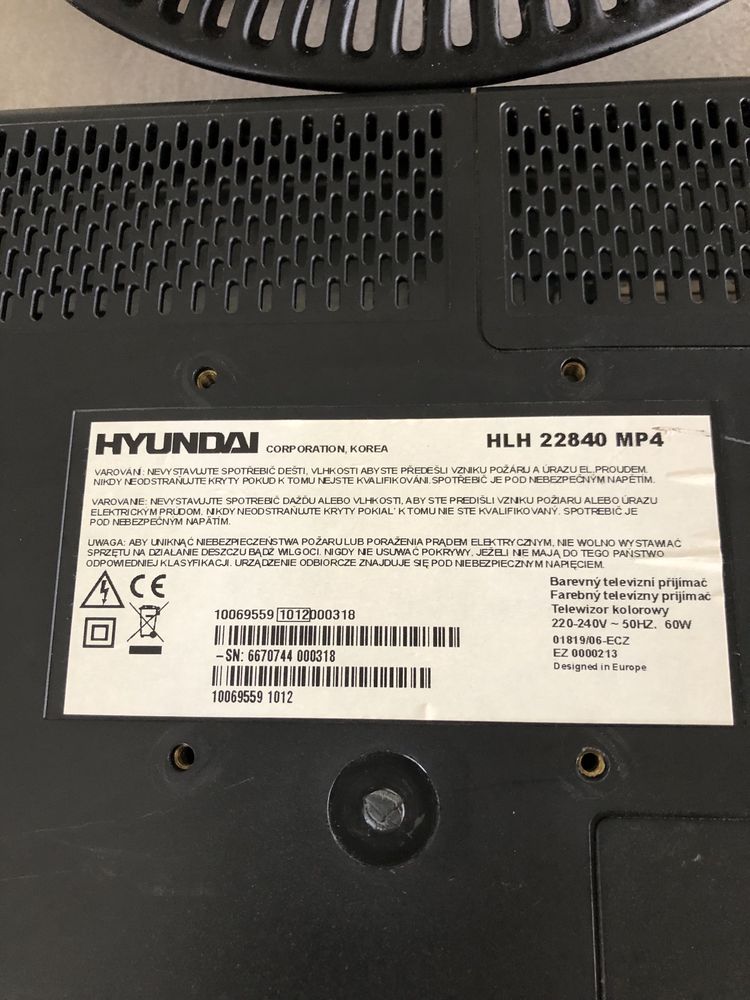 HYUNDAI CORPORATION, KOREA
HLH 22840 MP4
VAROVÁNÍ: NEVYSTAVUJTE SPOTŘEBIČ DEŠTI, VLHKOSTI ABYSTE PŘEDEŠLI VZNIKU POŽÁRU A ÚRAZU EL.PROUDEM.
NIKDY NEODSTRAŇUJTE KRYTY POKUD K TOMU NEJSTE KVALIFIKOVÁNI.SPOTŘEBIČ JE POD NEBEZPEČNÝM NAPĚTÍM.
VAROVANIE: NEVYSTAVUJTE SPOTREBIČ DAŽĎU ALEBO VLHKOSTI, ABY STE PREDIŠLI VZNIKU POŽIARU ALEBO ÚRAZU
ELEKTRICKÝM PRÚDOM. NIKDY NEODSTRAŇUJTE KRYTY POKIAĽ K TOMU NIE STE KVALIFIKOVANÝ. SPOTREBIČ JE
POD NEBEZPEČNÝM NAPÄTÍM.
UWAGA: ABY UNIKNĄĆ NIEBEZPIECZEŃSTWA POŻARU LUB PORAŻENIA PRĄDEM ELEKTRYCZNYM, NIE WOLNO WYSTAWIAĆ
SPRZĘTU NA DZIAŁANIE DESZCZU BĄDŹ WILGOCI. NIGDY NIE USUWAĆ POKRYWY, JEŻELI NIE MAJĄ DO TEGO PAŃSTWO
ODPOWIEDNIEJ KLASYFIKACJI. URZĄDZENIE ODBIORCZE ZNAJDUJE SIĘ POD NIEBEZPIECZNYM NAPIĘCIEM.
CE
Barevný televizní přijímač
Farebný televízny prijímač
Telewizor kolorowy
220-240V ~ 50HZ. 60W
01819/06-ECZ
EZ 0000213
Designed in Europe
10069559 1012 000318
-SN: 6670744 000318
10069559 1012